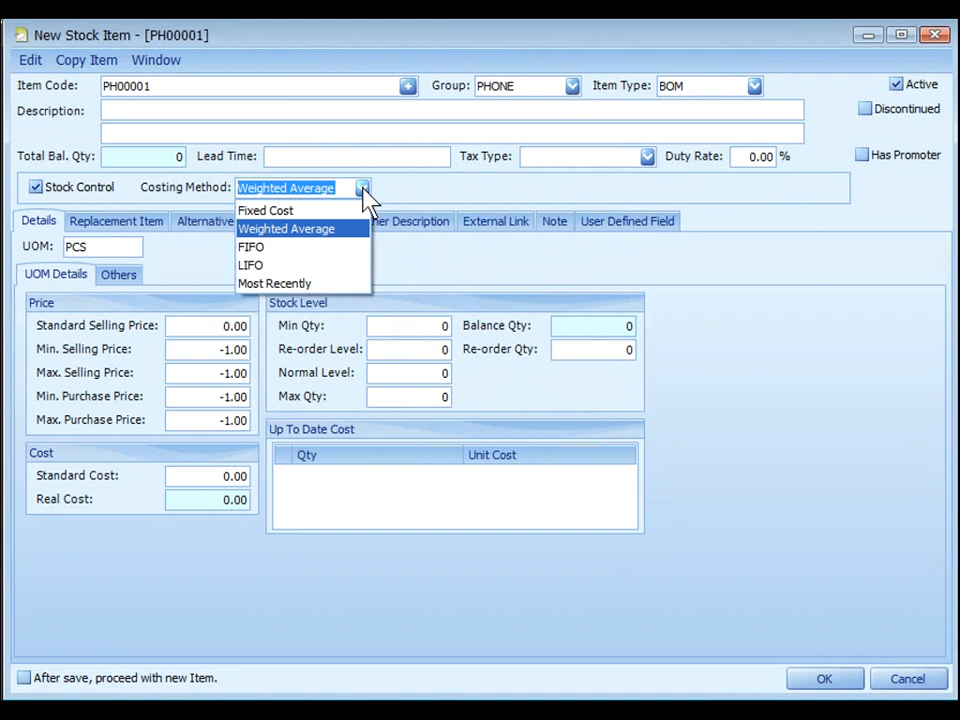 New Stock Item - [PH00001]
Edit Copy Item Window
Item Code: PH00001 Group: PHONE Item Type: BOM Active
Description: Discontinued
Total Bal. Qty: 0 Lead Time: Tax Type: Duty Rate: 0.00 % Has Promoter
Stock Control Costing Method: Weighted Average
Fixed Cost
Weighted Average
FIFO
LIFO
Most Recently
Details Replacement Item Alternative Description External Link Note User Defined Field
UOM: PCS
UOM Details Others
Price
Standard Selling Price: 0.00
Min. Selling Price: -1.00
Max. Selling Price: -1.00
Min. Purchase Price: -1.00
Max. Purchase Price: -1.00
Stock Level
Min Qty: 0 Balance Qty: 0
Re-order Level: 0 Re-order Qty: 0
Normal Level: 0
Max Qty: 0
Cost
Standard Cost: 0.00
Real Cost: 0.00
Up To Date Cost
Qty Unit Cost
After save, proceed with new Item. OK Cancel